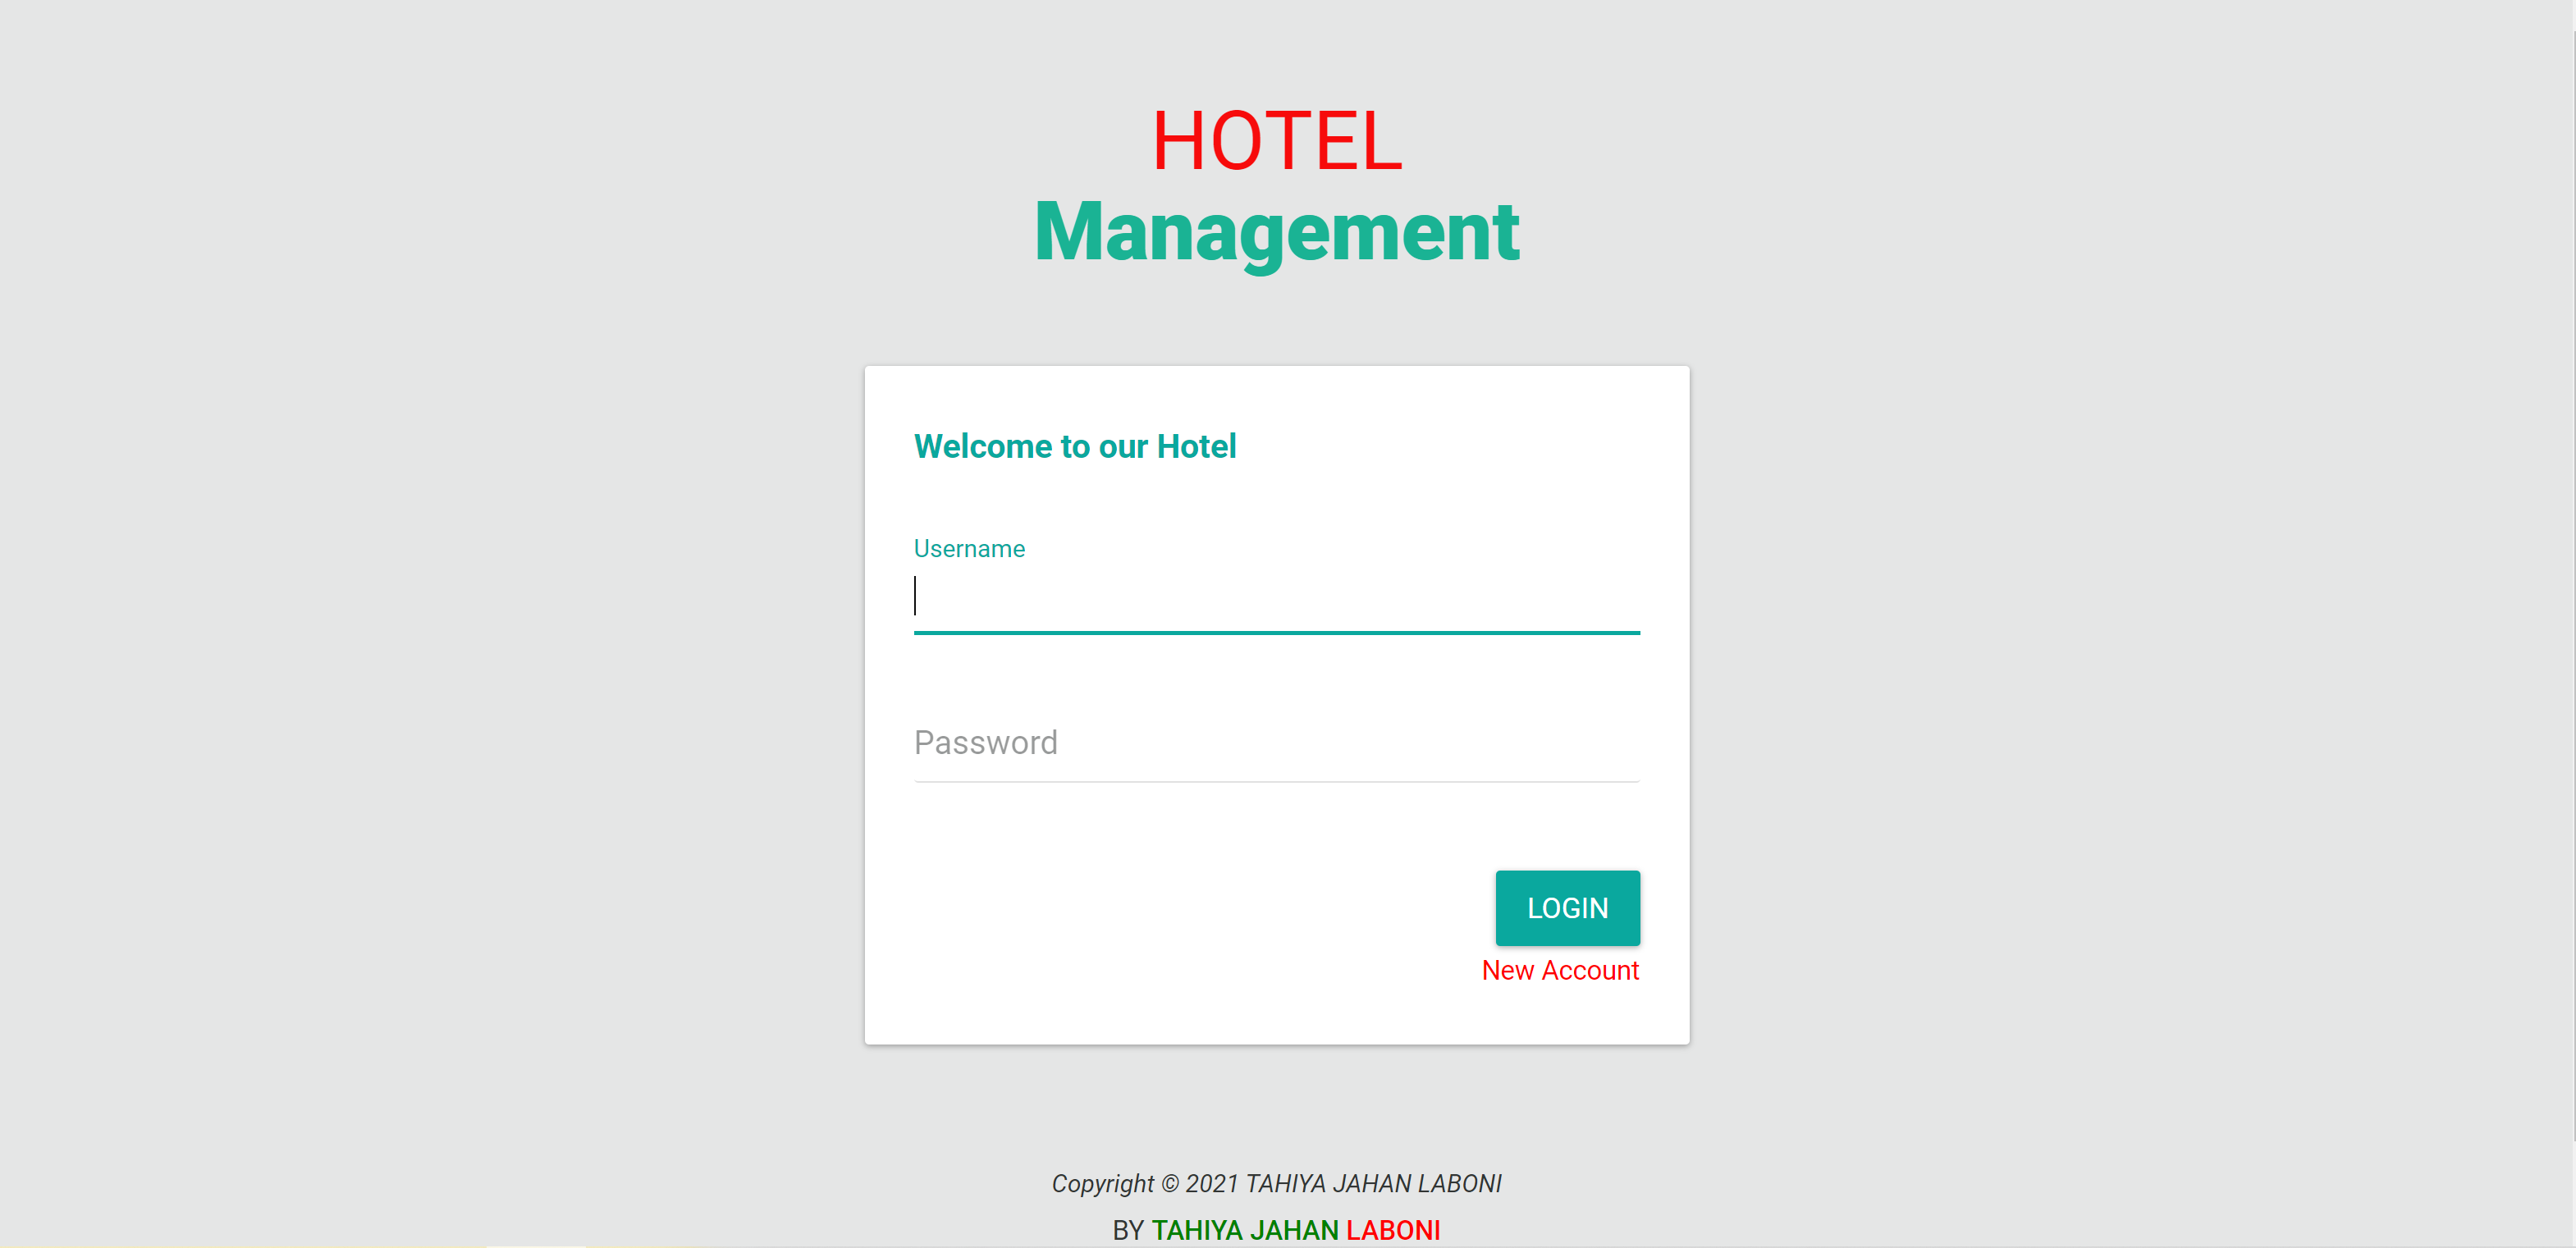 HOTEL
Management
Welcome to our Hotel
Username
Password
LOGIN
New Account
Copyright © 2021 TAHIYA JAHAN LABONI
BY TAHIYA JAHAN LABONI